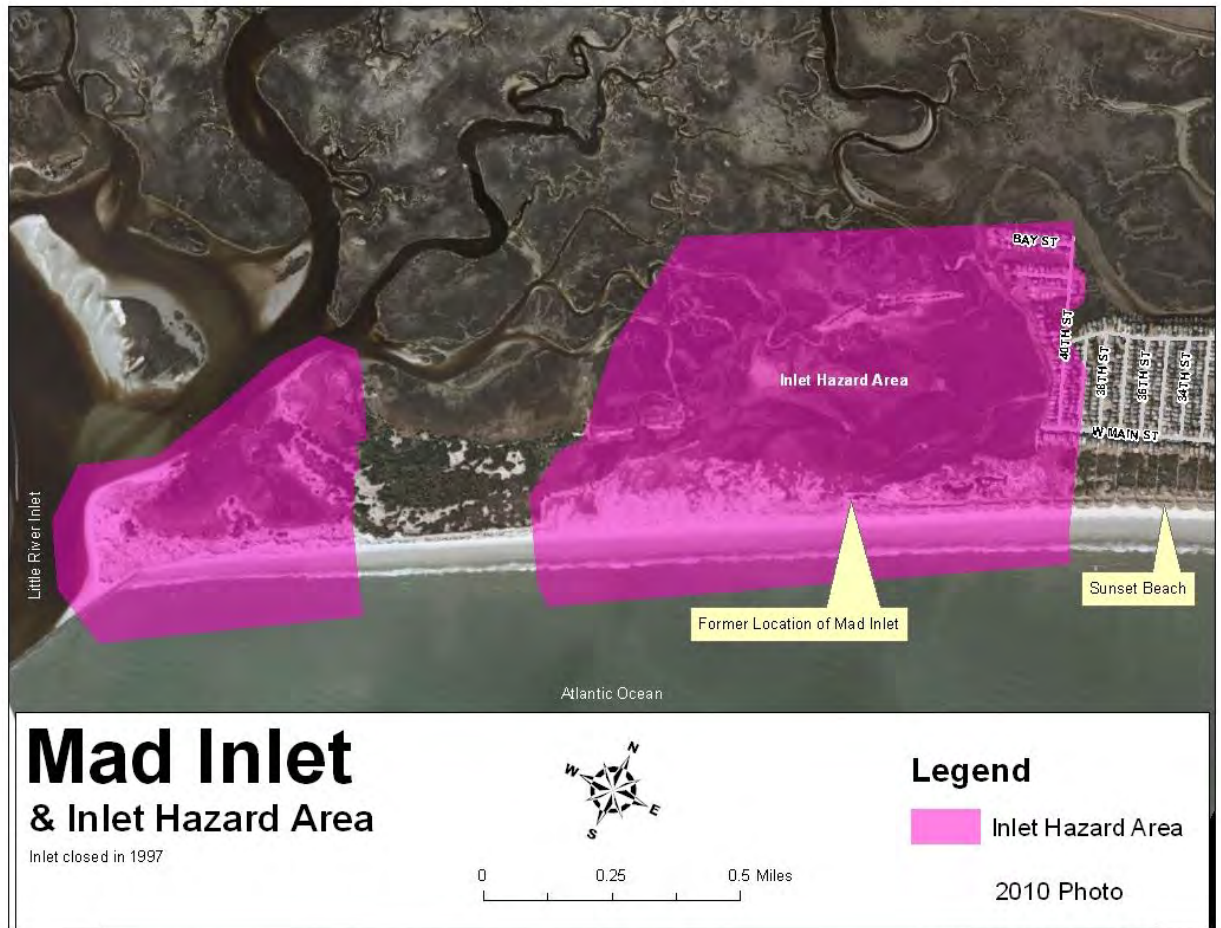 BAY ST
40TH ST
38TH ST
36TH ST
34TH ST
Inlet Hazard Area
W MAIN ST
Little River Inlet
Sunset Beach
Former Location of Mad Inlet
Atlantic Ocean
Mad Inlet
& Inlet Hazard Area
Inlet closed in 1997
N
W
E
S
0 0.25 0.5 Miles
Legend
Inlet Hazard Area
2010 Photo